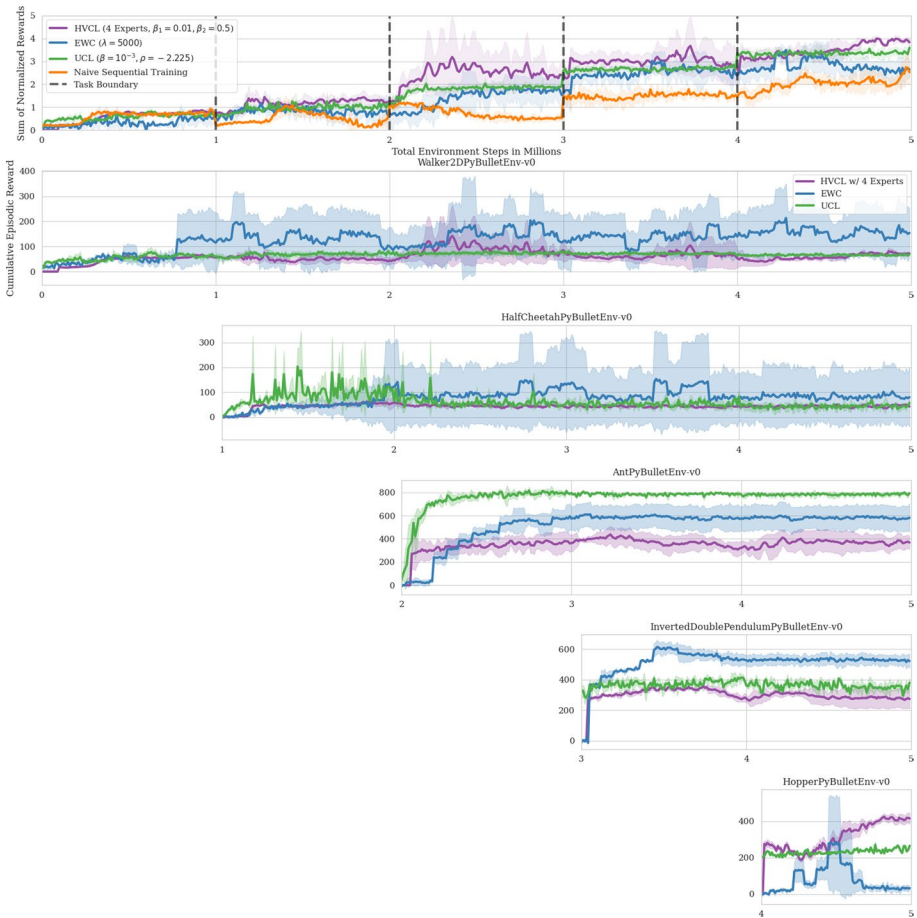 Sum of Normalized Rewards
5
4
3
2
1
0
HVCL (4 Experts, β₁ = 0.01, β₂ = 0.5)
EWC (λ = 5000)
UCL (β = 10⁻³, ρ = −2.225)
Naive Sequential Training
Task Boundary
0 1 2 3 4 5
Total Environment Steps in Millions
Walker2DPyBulletEnv-v0
Cumulative Episodic Reward
400
300
200
100
0
HVCL w/ 4 Experts
EWC
UCL
0 1 2 3 4 5
HalfCheetahPyBulletEnv-v0
300
200
100
0
1 2 3 4 5
AntPyBulletEnv-v0
800
600
400
200
0
2 3 4 5
InvertedDoublePendulumPyBulletEnv-v0
600
400
200
0
3 4 5
HopperPyBulletEnv-v0
400
200
0
4 5